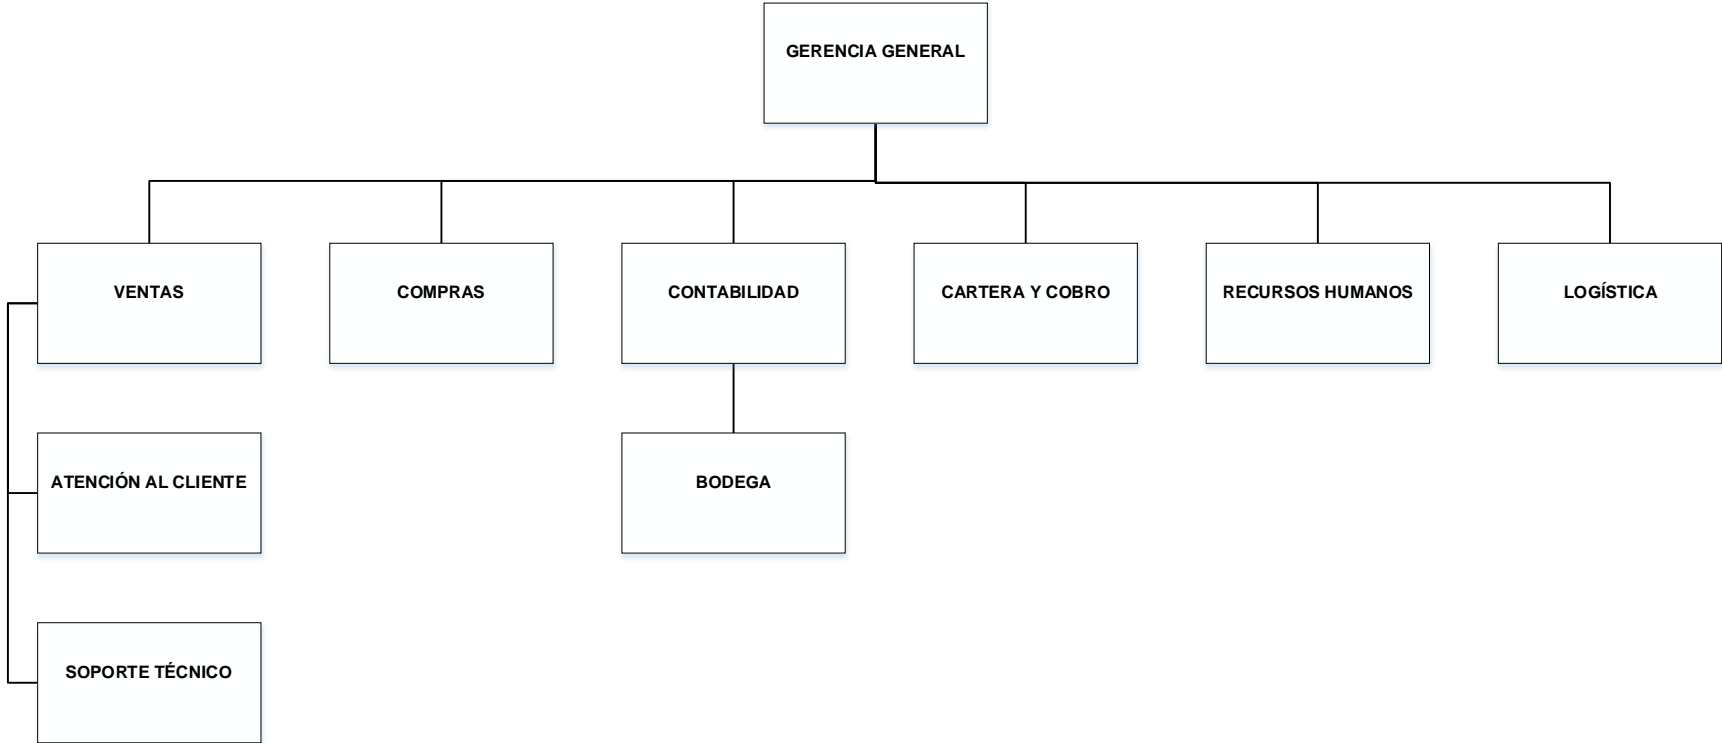 GERENCIA GENERAL
VENTAS
COMPRAS
CONTABILIDAD
CARTERA Y COBRO
RECURSOS HUMANOS
LOGÍSTICA
ATENCIÓN AL CLIENTE
BODEGA
SOPORTE TÉCNICO